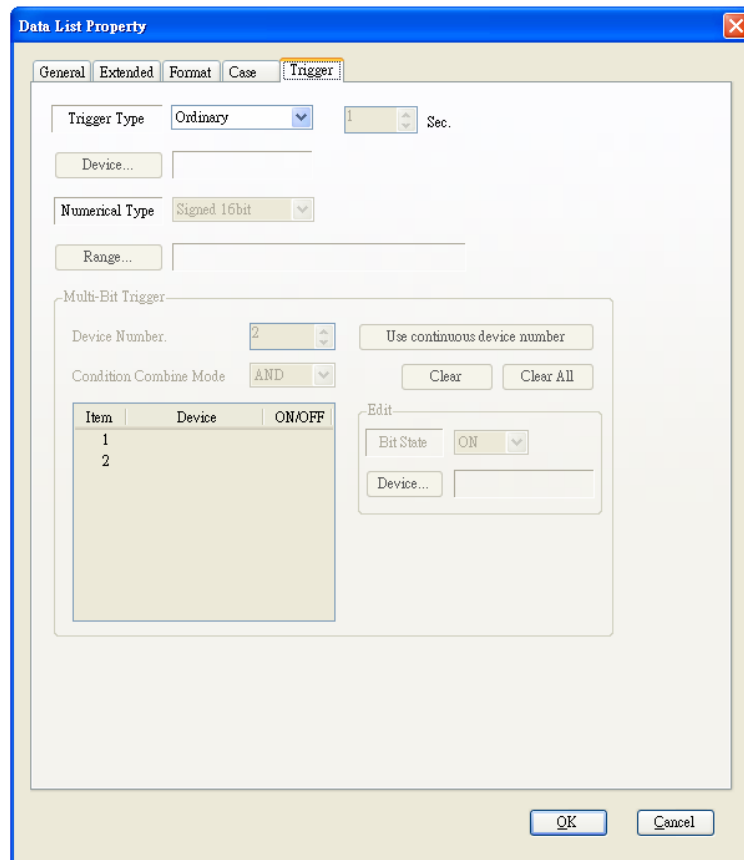 Data List Property
General Extended Format Case Trigger
Trigger Type Ordinary 1 Sec.
Device...
Numerical Type Signed 16bit
Range...
Multi-Bit Trigger
Device Number. 2 Use continuous device number
Condition Combine Mode AND Clear Clear All
Item Device ON/OFF
1
2
Edit
Bit State ON
Device...
OK Cancel